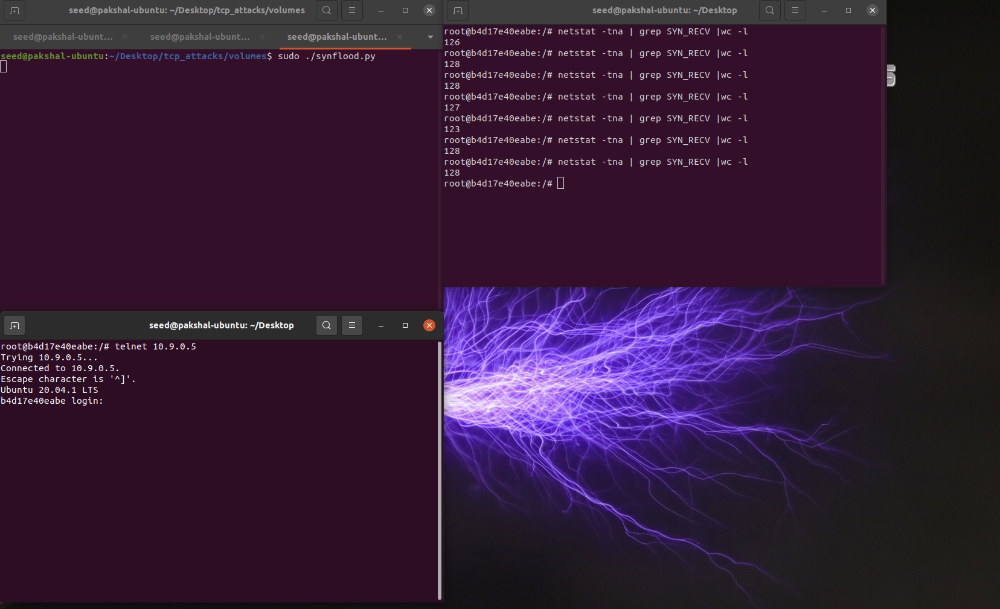 seed@pakshal-ubuntu: ~/Desktop/tcp_attacks/volumes
seed@pakshal-ubunt...
seed@pakshal-ubunt...
seed@pakshal-ubunt...
seed@pakshal-ubuntu:~/Desktop/tcp_attacks/volumes$ sudo ./synflood.py
seed@pakshal-ubuntu: ~/Desktop
root@b4d17e40eabe:/# netstat -tna | grep SYN_RECV |wc -l
126
root@b4d17e40eabe:/# netstat -tna | grep SYN_RECV |wc -l
128
root@b4d17e40eabe:/# netstat -tna | grep SYN_RECV |wc -l
128
root@b4d17e40eabe:/# netstat -tna | grep SYN_RECV |wc -l
127
root@b4d17e40eabe:/# netstat -tna | grep SYN_RECV |wc -l
123
root@b4d17e40eabe:/# netstat -tna | grep SYN_RECV |wc -l
128
root@b4d17e40eabe:/# netstat -tna | grep SYN_RECV |wc -l
128
root@b4d17e40eabe:/#
seed@pakshal-ubuntu: ~/Desktop
root@b4d17e40eabe:/# telnet 10.9.0.5
Trying 10.9.0.5...
Connected to 10.9.0.5.
Escape character is '^]'.
Ubuntu 20.04.1 LTS
b4d17e40eabe login: